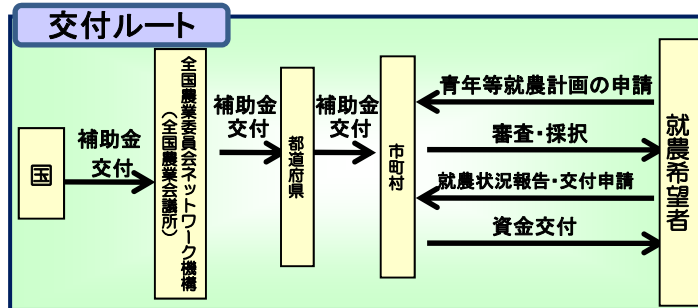 交付ルート
国
補助金
交付
全国農業委員会ネットワーク機構
（全国農業会議所）
補助金
交付
都道府県
補助金
交付
市町村
青年等就農計画の申請
審査・採択
就農状況報告・交付申請
資金交付
就農希望者